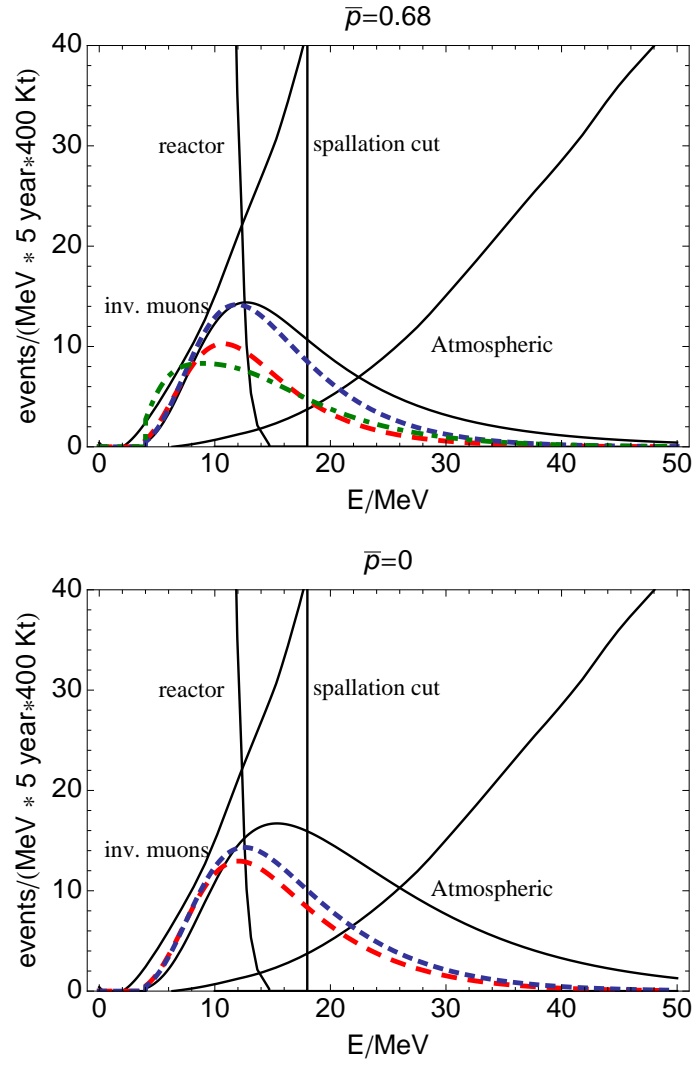 p̅=0.68
events/(MeV * 5 year*400 Kt)
40
30
20
10
0
reactor
spallation cut
inv. muons
Atmospheric
0 10 20 30 40 50
E/MeV
p̅=0
events/(MeV * 5 year*400 Kt)
40
30
20
10
0
reactor
spallation cut
inv. muons
Atmospheric
0 10 20 30 40 50
E/MeV